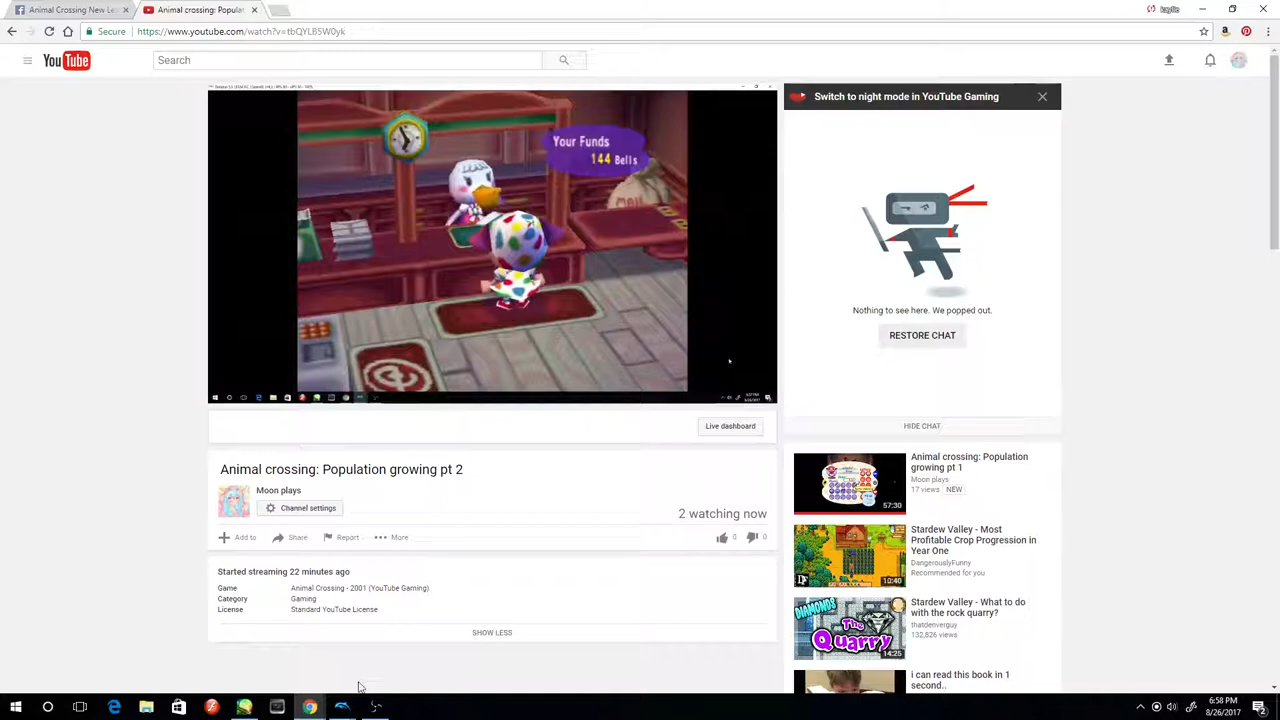 Animal Crossing New Le
Animal crossing: Popular
kaylie
Secure
https://www.youtube.com/watch?v=tbQYLB5W0yk
YouTube
Search
Your Funds
144 Bells
MAIL
Switch to night mode in YouTube Gaming
Nothing to see here. We popped out.
RESTORE CHAT
HIDE CHAT
Live dashboard
Animal crossing: Population growing pt 2
Moon plays
Channel settings
2 watching now
Add to
Share
Report
More
0
0
Started streaming 22 minutes ago
Game Animal Crossing - 2001 (YouTube Gaming)
Category Gaming
License Standard YouTube License
SHOW LESS
Animal crossing: Population
growing pt 1
Moon plays
17 views NEW
57:30
Stardew Valley - Most
Profitable Crop Progression in
Year One
DangerouslyFunny
Recommended for you
DF
10:40
Stardew Valley - What to do
with the rock quarry?
thatdenverguy
132,826 views
DIAMONDS
The
Quarry
14:25
i can read this book in 1
second..
6:58 PM
8/26/2017
2